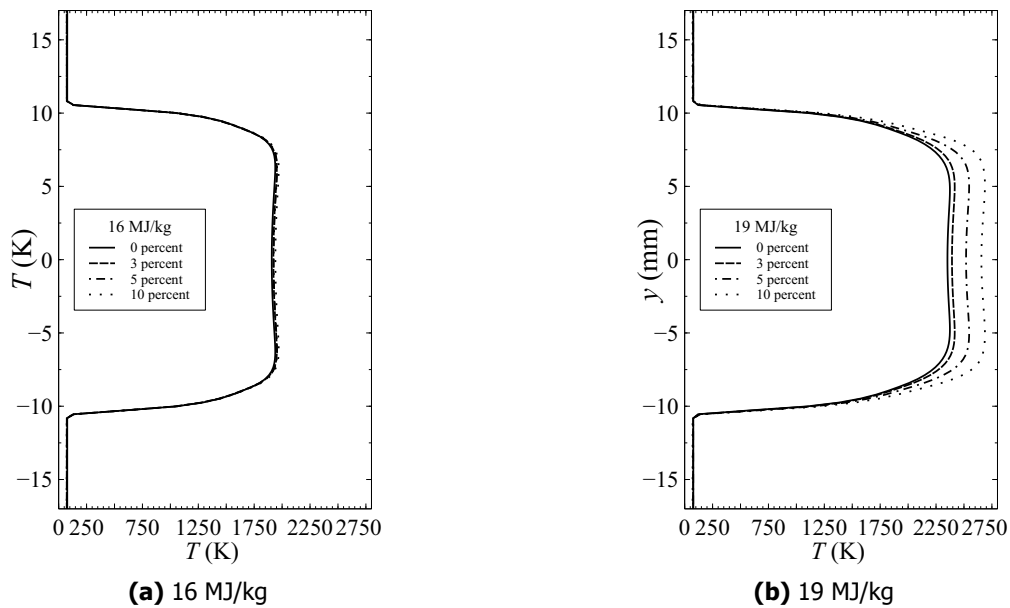 15
10
5
0
−5
−10
−15
T (K)
16 MJ/kg
0 percent
3 percent
5 percent
10 percent
0 250 750 1250 1750 2250 2750
T (K)
(a) 16 MJ/kg
15
10
5
0
−5
−10
−15
y (mm)
19 MJ/kg
0 percent
3 percent
5 percent
10 percent
0 250 750 1250 1750 2250 2750
T (K)
(b) 19 MJ/kg